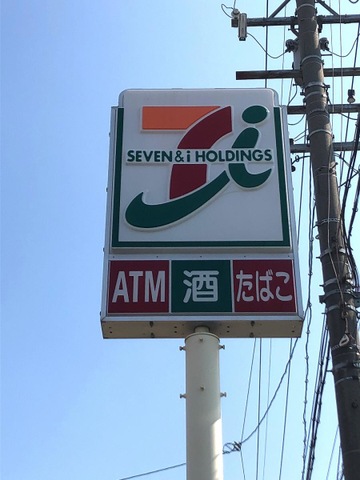 SEVEN & i HOLDINGS
ATM 酒 たばこ